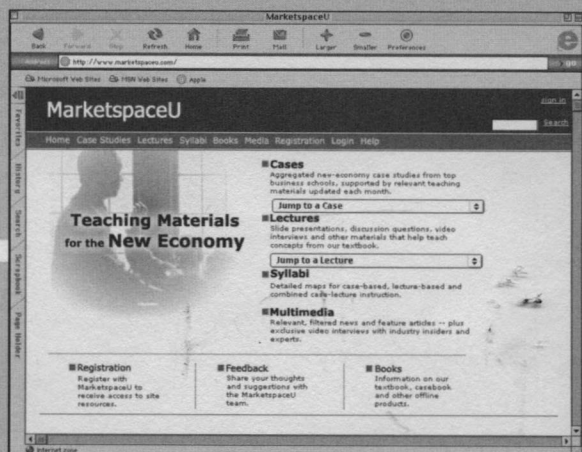 MarketspaceU
Back Forward Stop Refresh Home Print Mail Larger Smaller Preferences
http://www.marketspaceu.com/ go
Microsoft Web Sites MSN Web Sites Apple
Favorites
History
Search
Scrapbook
Page Holder
MarketspaceU
sign in
Search
Home Case Studies Lectures Syllabi Books Media Registration Login Help
Teaching Materials
for the New Economy
Cases
Aggregated new-economy case studies from top
business schools, supported by relevant teaching
materials updated each month.
Jump to a Case
Lectures
Slide presentations, discussion questions, video
interviews and other materials that help teach
concepts from our textbook.
Jump to a Lecture
Syllabi
Detailed maps for case-based, lecture-based and
combined case-lecture instruction.
Multimedia
Relevant, filtered news and feature articles -- plus
exclusive video interviews with industry insiders and
experts.
Registration
Register with
MarketspaceU to
receive access to site
resources.
Feedback
Share your thoughts
and suggestions with
the MarketspaceU
team.
Books
Information on our
textbook, casebook
and other offline
products.
Internet zone